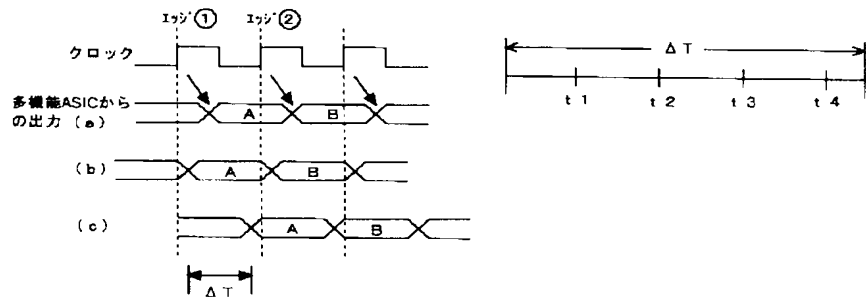 ｴｯｼﾞ① ｴｯｼﾞ②
クロック
多機能ASICから
の出力 (a)
A B
(b) A B
(c) A B
ΔT
ΔT
t1 t2 t3 t4